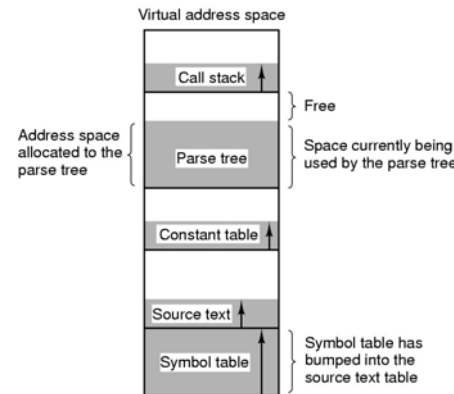 Virtual address space
Call stack
Free
Address space
allocated to the
parse tree
Parse tree
Space currently being
used by the parse tree
Constant table
Source text
Symbol table
Symbol table has
bumped into the
source text table